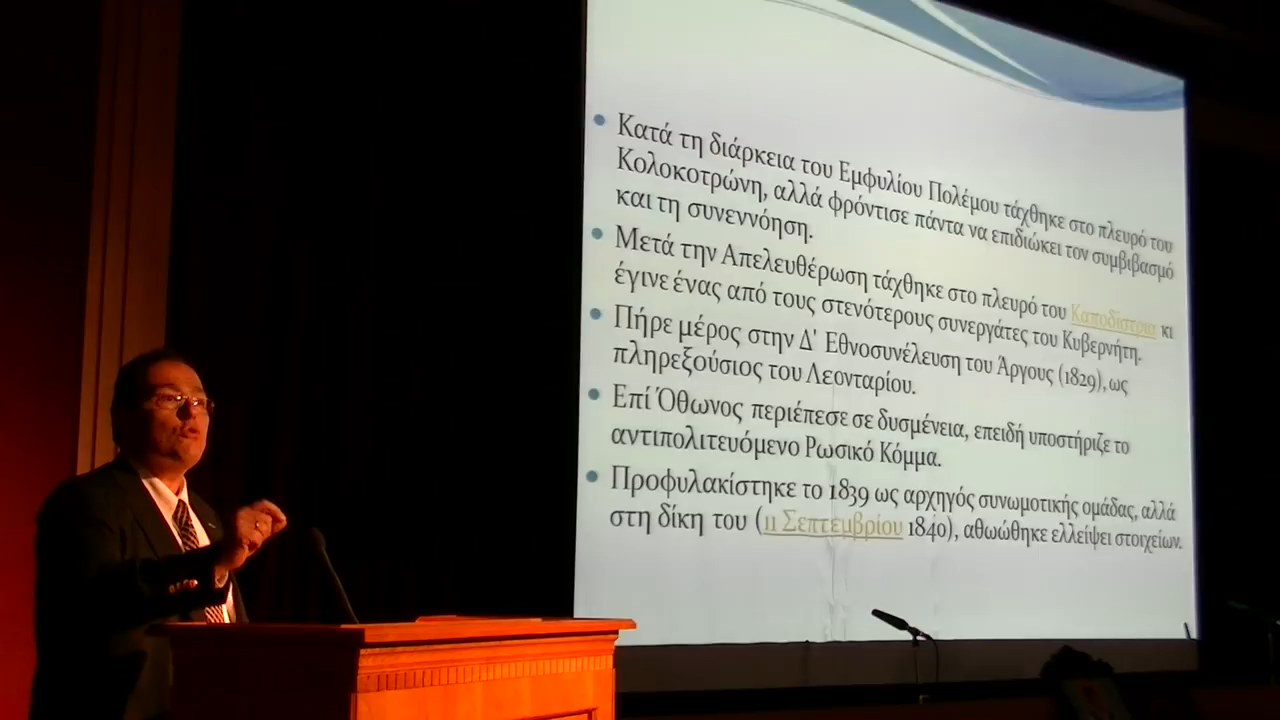 • Κατά τη διάρκεια του Εμφυλίου Πολέμου τάχθηκε στο πλευρό του
Κολοκοτρώνη, αλλά φρόντισε πάντα να επιδιώκει τον συμβιβασμό
και τη συνεννόηση.
• Μετά την Απελευθέρωση τάχθηκε στο πλευρό του Καποδίστρια κι
έγινε ένας από τους στενότερους συνεργάτες του Κυβερνήτη.
• Πήρε μέρος στην Δ' Εθνοσυνέλευση του Άργους (1829), ως
πληρεξούσιος του Λεονταρίου.
• Επί Όθωνος περιέπεσε σε δυσμένεια, επειδή υποστήριζε το
αντιπολιτευόμενο Ρωσικό Κόμμα.
• Προφυλακίστηκε το 1839 ως αρχηγός συνωμοτικής ομάδας, αλλά
στη δίκη του (11 Σεπτεμβρίου 1840), αθωώθηκε ελλείψει στοιχείων.